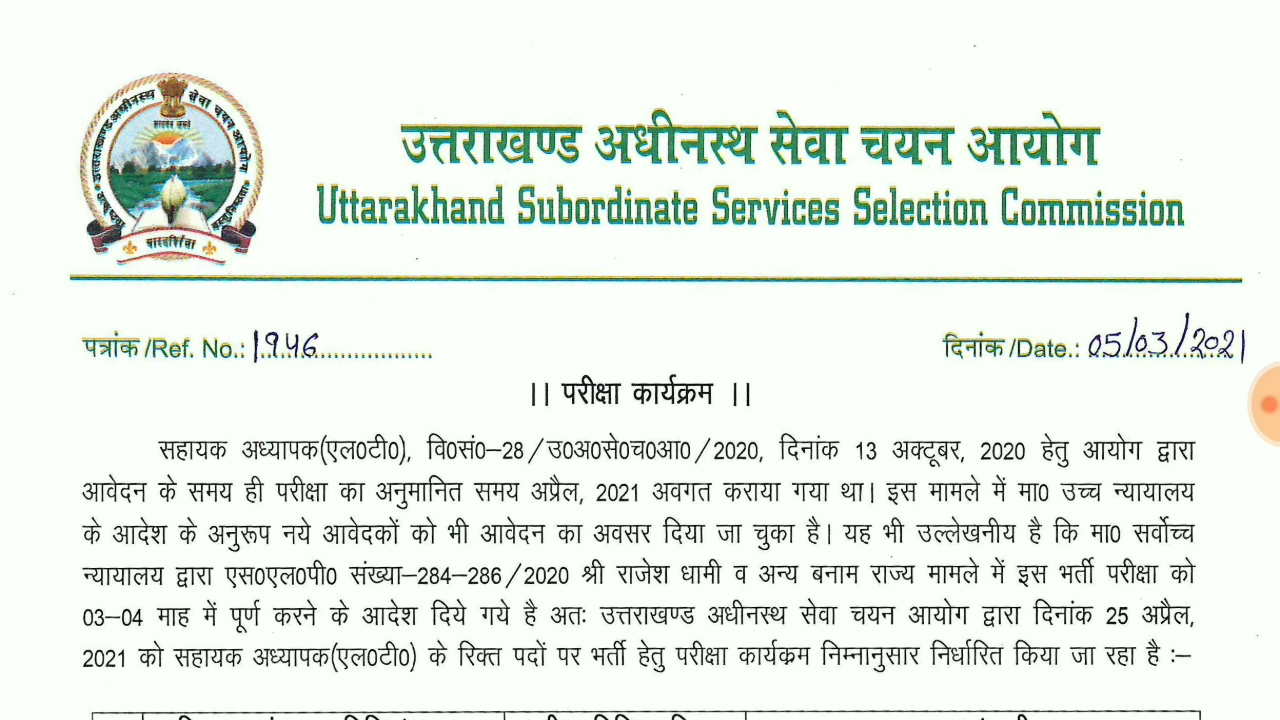 उत्तराखण्ड अधीनस्थ सेवा चयन आयोग
Uttarakhand Subordinate Services Selection Commission
पत्रांक /Ref. No.: 1946
दिनांक /Date.: 05/03/2021
|| परीक्षा कार्यक्रम ||
सहायक अध्यापक(एल0टी0), वि0सं0–28/उ0अ0से0च0आ0/2020, दिनांक 13 अक्टूबर, 2020 हेतु आयोग द्वारा
आवेदन के समय ही परीक्षा का अनुमानित समय अप्रैल, 2021 अवगत कराया गया था। इस मामले में मा0 उच्च न्यायालय
के आदेश के अनुरूप नये आवेदकों को भी आवेदन का अवसर दिया जा चुका है। यह भी उल्लेखनीय है कि मा0 सर्वोच्च
न्यायालय द्वारा एस0एल0पी0 संख्या–284–286/2020 श्री राजेश धामी व अन्य बनाम राज्य मामले में इस भर्ती परीक्षा को
03–04 माह में पूर्ण करने के आदेश दिये गये है अतः उत्तराखण्ड अधीनस्थ सेवा चयन आयोग द्वारा दिनांक 25 अप्रैल,
2021 को सहायक अध्यापक(एल0टी0) के रिक्त पदों पर भर्ती हेतु परीक्षा कार्यक्रम निम्नानुसार निर्धारित किया जा रहा है :–